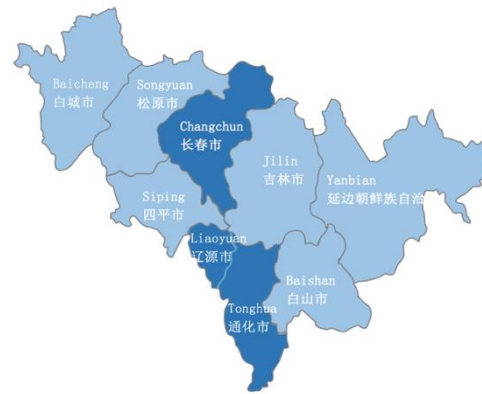 Baicheng
白城市
Songyuan
松原市
Changchun
长春市
Jilin
吉林市
Yanbian
延边朝鲜族自治
Siping
四平市
Liaoyuan
辽源市
Baishan
白山市
Tonghua
通化市